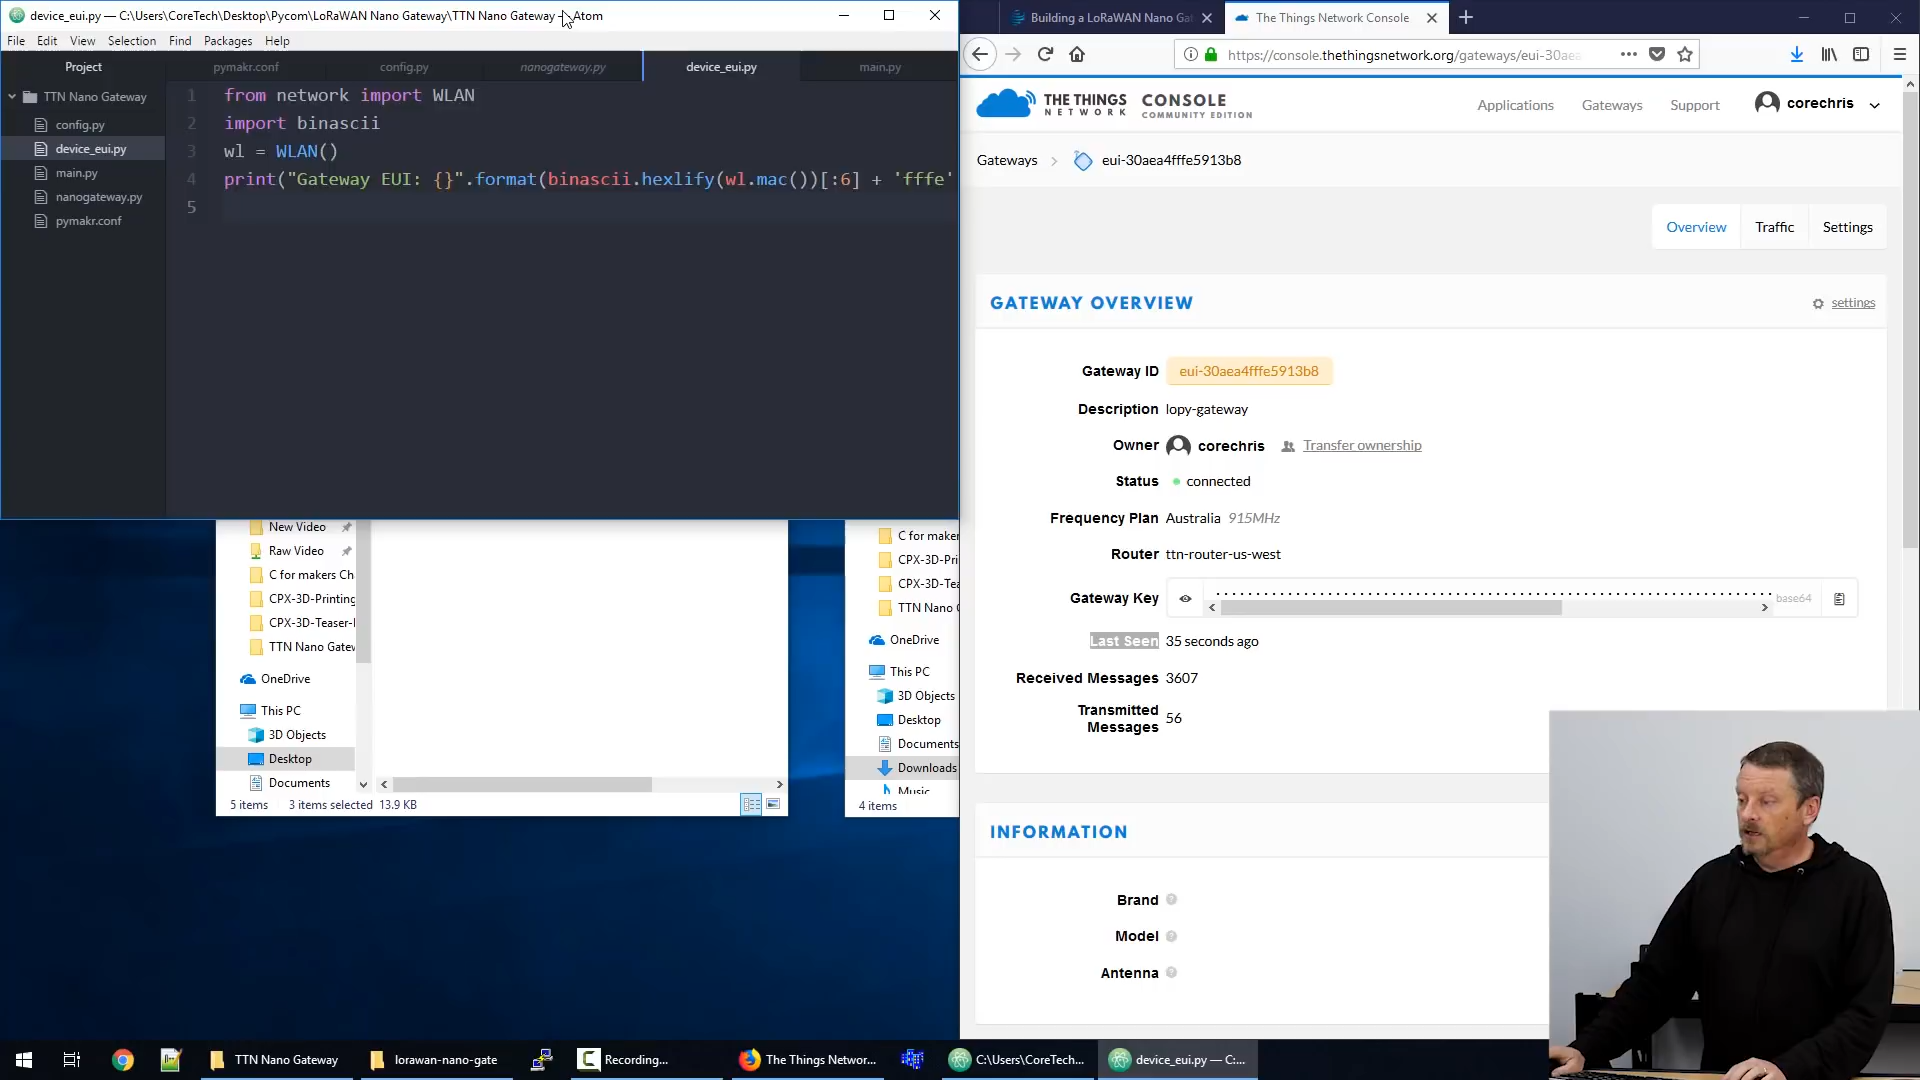 device_eui.py — C:\Users\CoreTech\Desktop\Pycom\LoRaWAN Nano Gateway\TTN Nano Gateway — Atom
File Edit View Selection Find Packages Help
Project
pymakr.conf
config.py
nanogateway.py
device_eui.py
main.py
TTN Nano Gateway
config.py
device_eui.py
main.py
nanogateway.py
pymakr.conf
1 from network import WLAN
2 import binascii
3 wl = WLAN()
4 print("Gateway EUI: {}".format(binascii.hexlify(wl.mac())[:6] + 'fffe'
5
New Video
Raw Video
C for makers Ch
CPX-3D-Printing
CPX-3D-Teaser-
TTN Nano Gatew
OneDrive
This PC
3D Objects
Desktop
Documents
5 items 3 items selected 13.9 KB
C for maker
CPX-3D-Pri
CPX-3D-Tea
TTN Nano
OneDrive
This PC
3D Objects
Desktop
Documents
Downloads
Music
4 items
Building a LoRaWAN Nano Ga
The Things Network Console
https://console.thethingsnetwork.org/gateways/eui-30aea
THE THINGS NETWORK
CONSOLE
COMMUNITY EDITION
Applications Gateways Support corechris
Gateways eui-30aea4fffe5913b8
Overview Traffic Settings
GATEWAY OVERVIEW
settings
Gateway ID eui-30aea4fffe5913b8
Description lopy-gateway
Owner corechris Transfer ownership
Status connected
Frequency Plan Australia 915MHz
Router ttn-router-us-west
Gateway Key base64
Last Seen 35 seconds ago
Received Messages 3607
Transmitted Messages 56
INFORMATION
Brand
Model
Antenna
TTN Nano Gateway
lorawan-nano-gate
Recording...
The Things Networ...
C:\Users\CoreTech...
device_eui.py — C:...